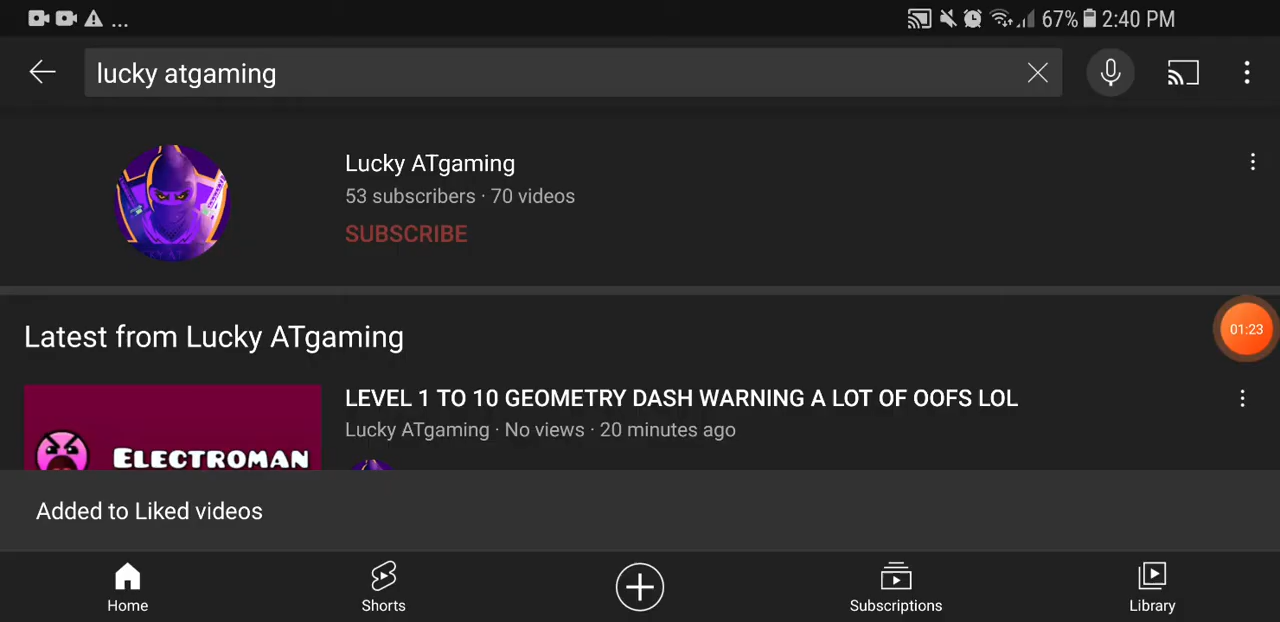 ... 67% 2:40 PM
lucky atgaming
Lucky ATgaming
53 subscribers · 70 videos
SUBSCRIBE
Latest from Lucky ATgaming
01:23
LEVEL 1 TO 10 GEOMETRY DASH WARNING A LOT OF OOFS LOL
Lucky ATgaming · No views · 20 minutes ago
ELECTROMAN
Added to Liked videos
Home Shorts Subscriptions Library